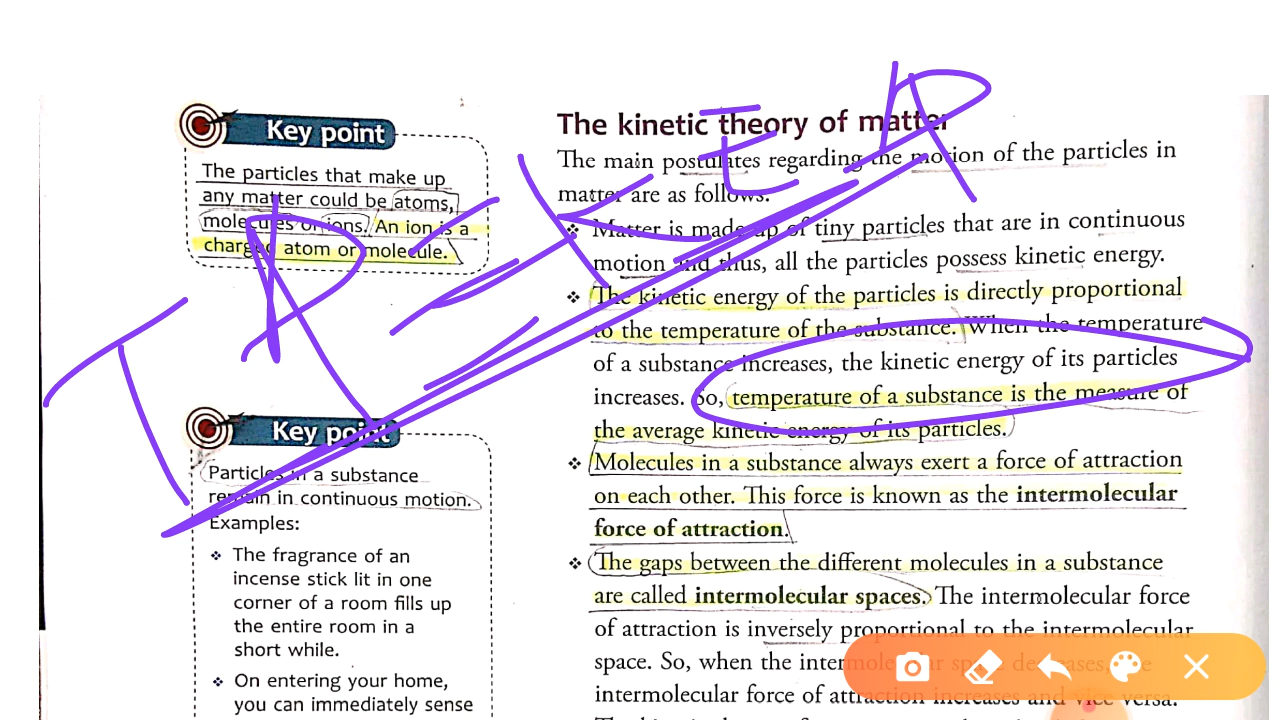 Key point
The particles that make up
any matter could be atoms,
molecules or ions. An ion is a
charged atom or molecule.
Key point
Particles in a substance
remain in continuous motion.
Examples:
❖ The fragrance of an
incense stick lit in one
corner of a room fills up
the entire room in a
short while.
❖ On entering your home,
you can immediately sense
The kinetic theory of matter
The main postulates regarding the motion of the particles in
matter are as follows.
❖ Matter is made up of tiny particles that are in continuous
motion and thus, all the particles possess kinetic energy.
❖ The kinetic energy of the particles is directly proportional
to the temperature of the substance. When the temperature
of a substance increases, the kinetic energy of its particles
increases. So, temperature of a substance is the measure of
the average kinetic energy of its particles.
❖ Molecules in a substance always exert a force of attraction
on each other. This force is known as the intermolecular
force of attraction.
❖ The gaps between the different molecules in a substance
are called intermolecular spaces. The intermolecular force
of attraction is inversely proportional to the intermolecular
space. So, when the intermolecular space decreases, the
intermolecular force of attraction increases and vice versa.